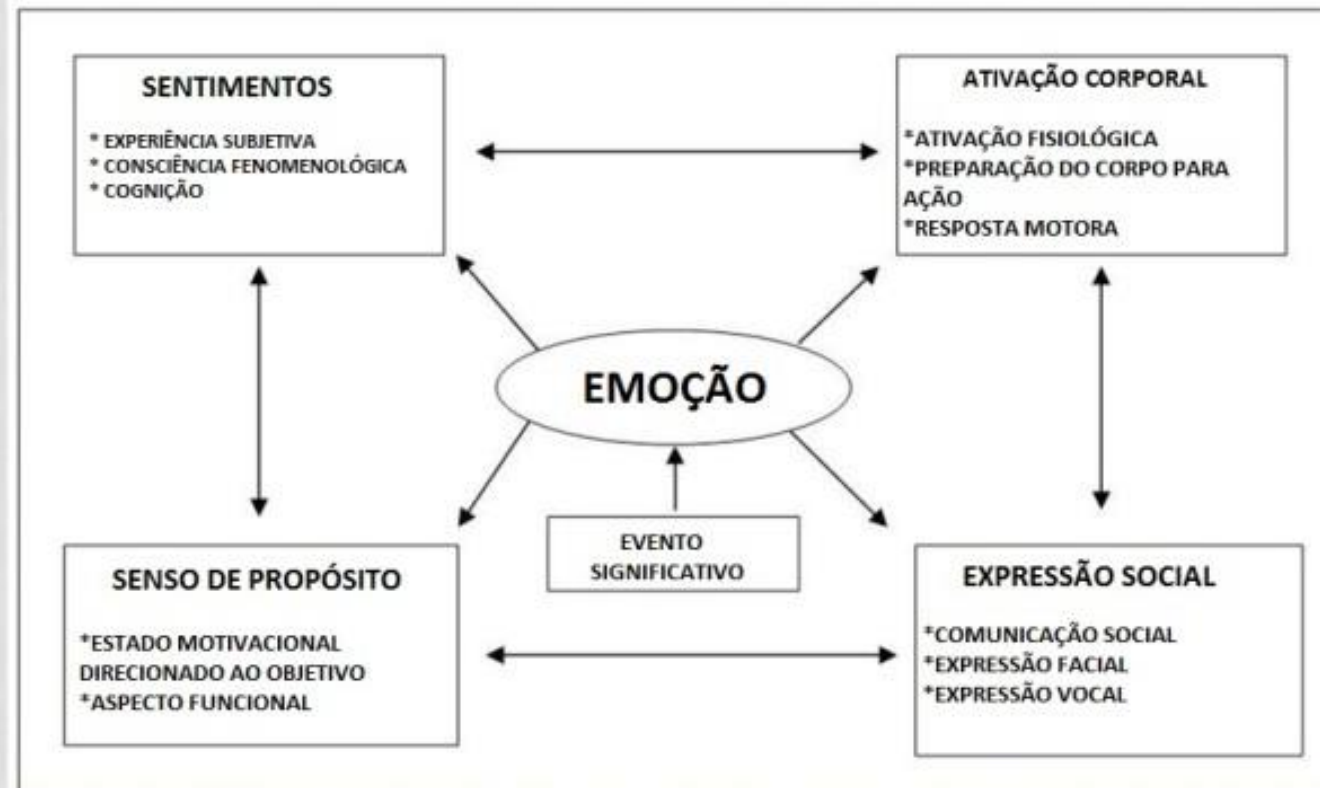 SENTIMENTOS
* EXPERIÊNCIA SUBJETIVA
* CONSCIÊNCIA FENOMENOLÓGICA
* COGNIÇÃO
ATIVAÇÃO CORPORAL
*ATIVAÇÃO FISIOLÓGICA
*PREPARAÇÃO DO CORPO PARA
AÇÃO
*RESPOSTA MOTORA
EMOÇÃO
EVENTO
SIGNIFICATIVO
SENSO DE PROPÓSITO
*ESTADO MOTIVACIONAL
DIRECIONADO AO OBJETIVO
*ASPECTO FUNCIONAL
EXPRESSÃO SOCIAL
*COMUNICAÇÃO SOCIAL
*EXPRESSÃO FACIAL
*EXPRESSÃO VOCAL